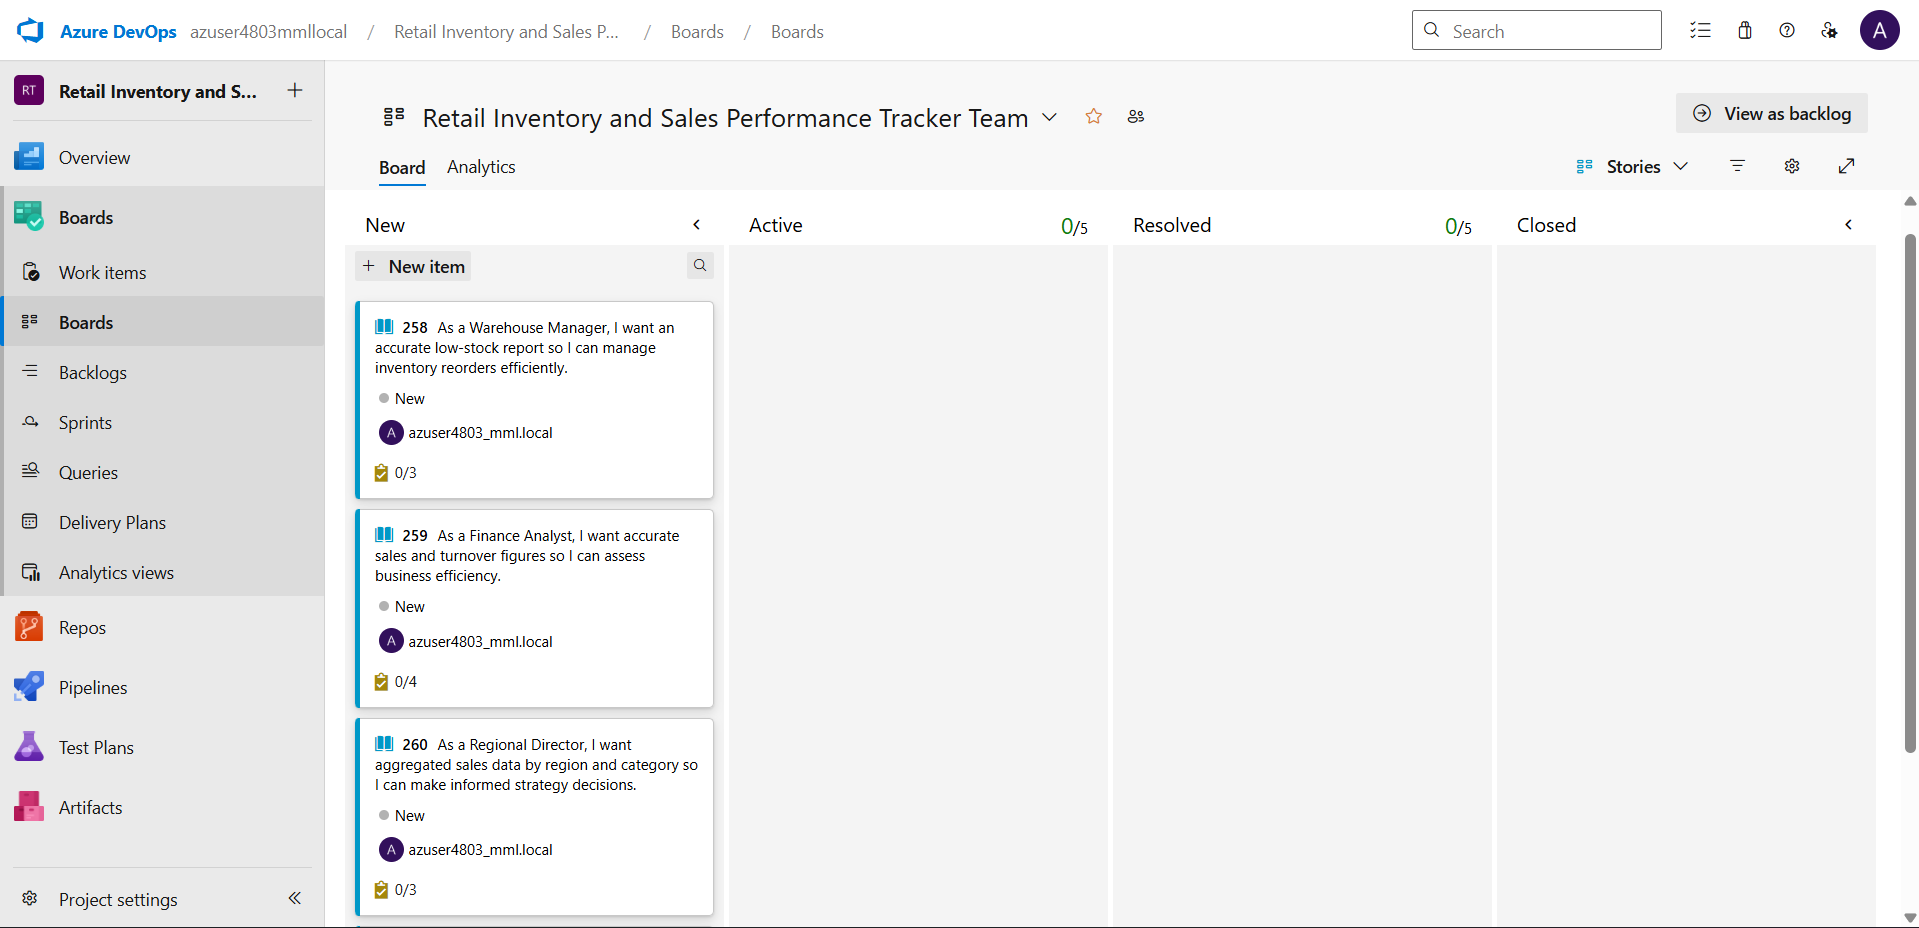 Azure DevOps azuser4803mmllocal / Retail Inventory and Sales P... / Boards / Boards
Search
A
RT Retail Inventory and S...
Overview
Boards
Work items
Boards
Backlogs
Sprints
Queries
Delivery Plans
Analytics views
Repos
Pipelines
Test Plans
Artifacts
Project settings
Retail Inventory and Sales Performance Tracker Team
View as backlog
Board Analytics
Stories
New
Active 0/5
Resolved 0/5
Closed
New item
258 As a Warehouse Manager, I want an
accurate low-stock report so I can manage
inventory reorders efficiently.
New
A azuser4803_mml.local
0/3
259 As a Finance Analyst, I want accurate
sales and turnover figures so I can assess
business efficiency.
New
A azuser4803_mml.local
0/4
260 As a Regional Director, I want
aggregated sales data by region and category so
I can make informed strategy decisions.
New
A azuser4803_mml.local
0/3